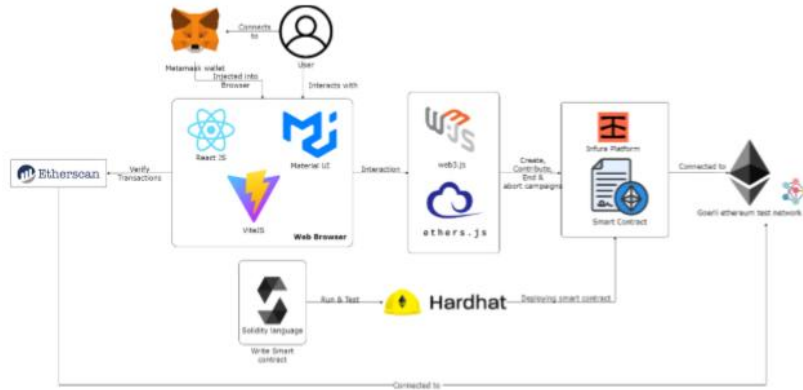 Connects
to
Metamask wallet
User
Injected into
Browser
Interacts with
React JS
Material UI
ViteJS
Web Browser
Etherscan
Verify
Transactions
Interaction
web3.js
ethers.js
Create,
Contribute,
End &
abort campaigns
Infura Platform
Smart Contract
Connected to
Goerli ethereum test network
Solidity language
Write Smart
contract
Run & Test
Hardhat
Deploying smart contract
Connected to